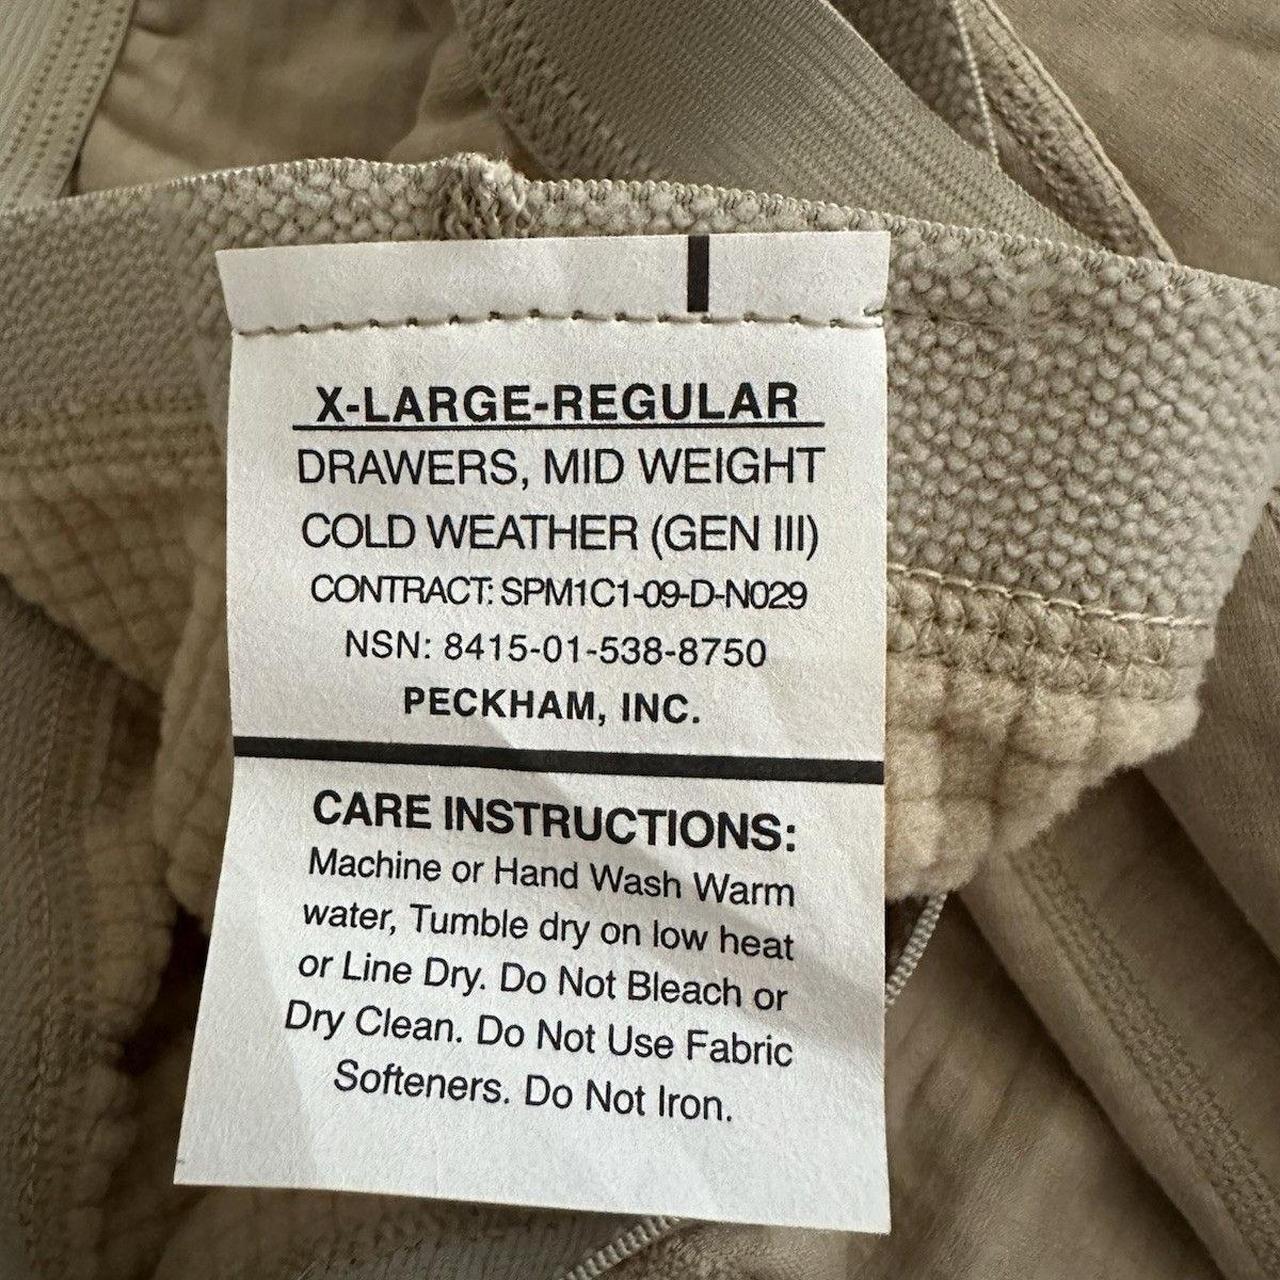 X-LARGE-REGULAR
DRAWERS, MID WEIGHT
COLD WEATHER (GEN III)
CONTRACT: SPM1C1-09-D-N029
NSN: 8415-01-538-8750
PECKHAM, INC.
CARE INSTRUCTIONS:
Machine or Hand Wash Warm
water, Tumble dry on low heat
or Line Dry. Do Not Bleach or
Dry Clean. Do Not Use Fabric
Softeners. Do Not Iron.